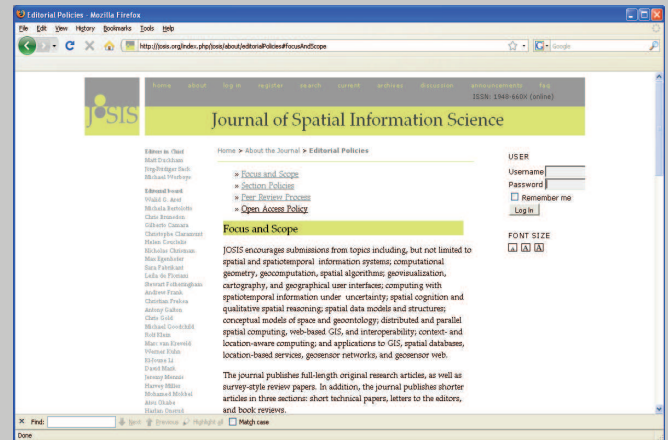 Editorial Policies - Mozilla Firefox
File Edit View History Bookmarks Tools Help
http://josis.org/index.php/josis/about/editorialPolicies#focusAndScope
Google
home about log in register search current archives discussion announcements faq
ISSN: 1948-660X (online)
JOSIS
Journal of Spatial Information Science
Home > About the Journal > Editorial Policies
» Focus and Scope
» Section Policies
» Peer Review Process
» Open Access Policy
Focus and Scope
JOSIS encourages submissions from topics including, but not limited to
spatial and spatiotemporal information systems; computational
geometry, geocomputation, spatial algorithms; geovisualization,
cartography, and geographical user interfaces; computing with
spatiotemporal information under uncertainty; spatial cognition and
qualitative spatial reasoning; spatial data models and structures;
conceptual models of space and geoontology; distributed and parallel
spatial computing, web-based GIS, and interoperability; context- and
location-aware computing; and applications to GIS, spatial databases,
location-based services, geosensor networks, and geosensor web.
The journal publishes full-length original research articles, as well as
survey-style review papers. In addition, the journal publishes shorter
articles in three sections: short technical papers, letters to the editors,
and book reviews.
Editors in Chief
Matt Duckham
Jörg-Rüdiger Sack
Michael Worboys
Editorial board
Walid G. Aref
Michela Bertolotto
Chris Brunsdon
Gilberto Camara
Christophe Claramunt
Helen Couclelis
Nicholas Chrisman
Max Egenhofer
Sara Fabrikant
Leila de Floriani
Stewart Fotheringham
Andrew Frank
Christian Freksa
Antony Galton
Chris Gold
Michael Goodchild
Rolf Klein
Marc van Kreveld
Werner Kuhn
Ki-Joune Li
David Mark
Jeremy Mennis
Harvey Miller
Mohamed Mokbel
Atsu Okabe
USER
Username
Password
Remember me
Log In
FONT SIZE
A A A
Find:
Next Previous Highlight all Match case
Done